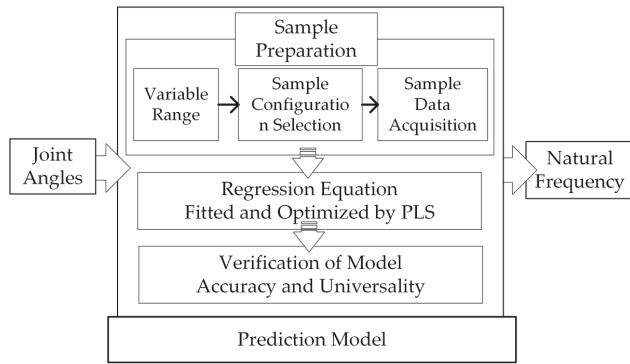 Sample
Preparation
Variable
Range
Sample
Configuratio
n Selection
Sample
Data
Acquisition
Joint
Angles
Natural
Frequency
Regression Equation
Fitted and Optimized by PLS
Verification of Model
Accuracy and Universality
Prediction Model